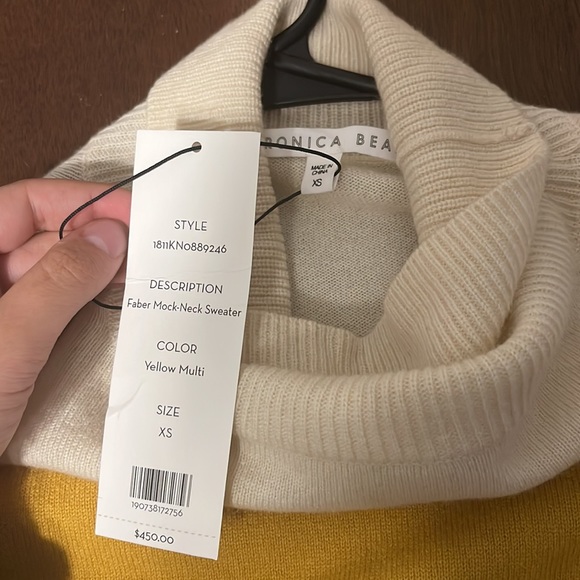 RONICA BEA
MADE IN
CHINA
XS
STYLE
1811KN0889246
DESCRIPTION
Faber Mock-Neck Sweater
COLOR
Yellow Multi
SIZE
XS
190738172756
$450.00